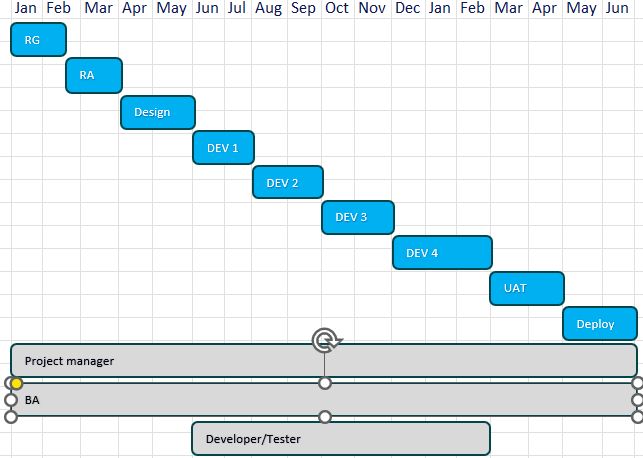 Jan Feb Mar Apr May Jun Jul Aug Sep Oct Nov Dec Jan Feb Mar Apr May Jun
RG
RA
Design
DEV 1
DEV 2
DEV 3
DEV 4
UAT
Deploy
Project manager
BA
Developer/Tester